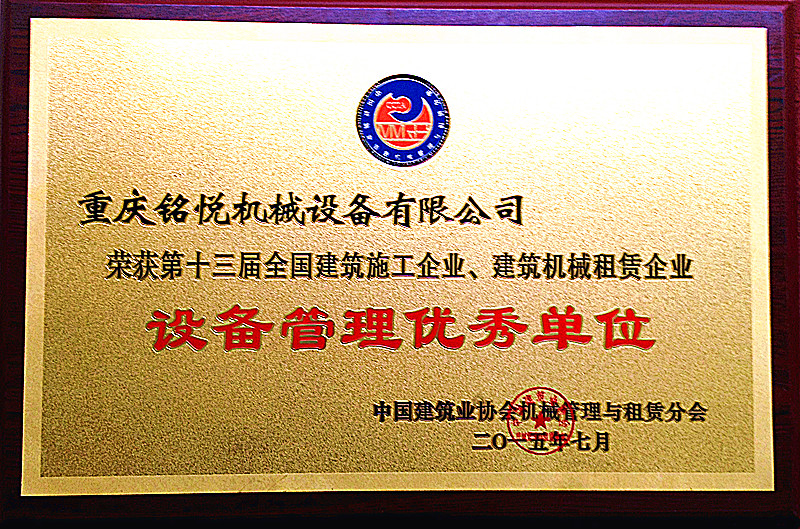 重庆铭悦机械设备有限公司
荣获第十三届全国建筑施工企业、建筑机械租赁企业
设备管理优秀单位
中国建筑业协会机械管理与租赁分会
二〇一五年七月